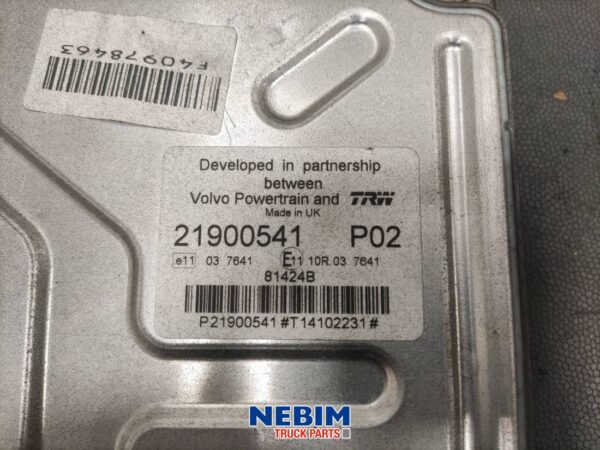 F40978463
Developed in partnership
between
Volvo Powertrain and TRW
Made in UK
21900541 P02
e11 03 7641 E11 10R.03 7641
81424B
P21900541#T14102231#
NEBIM
TRUCK PARTS